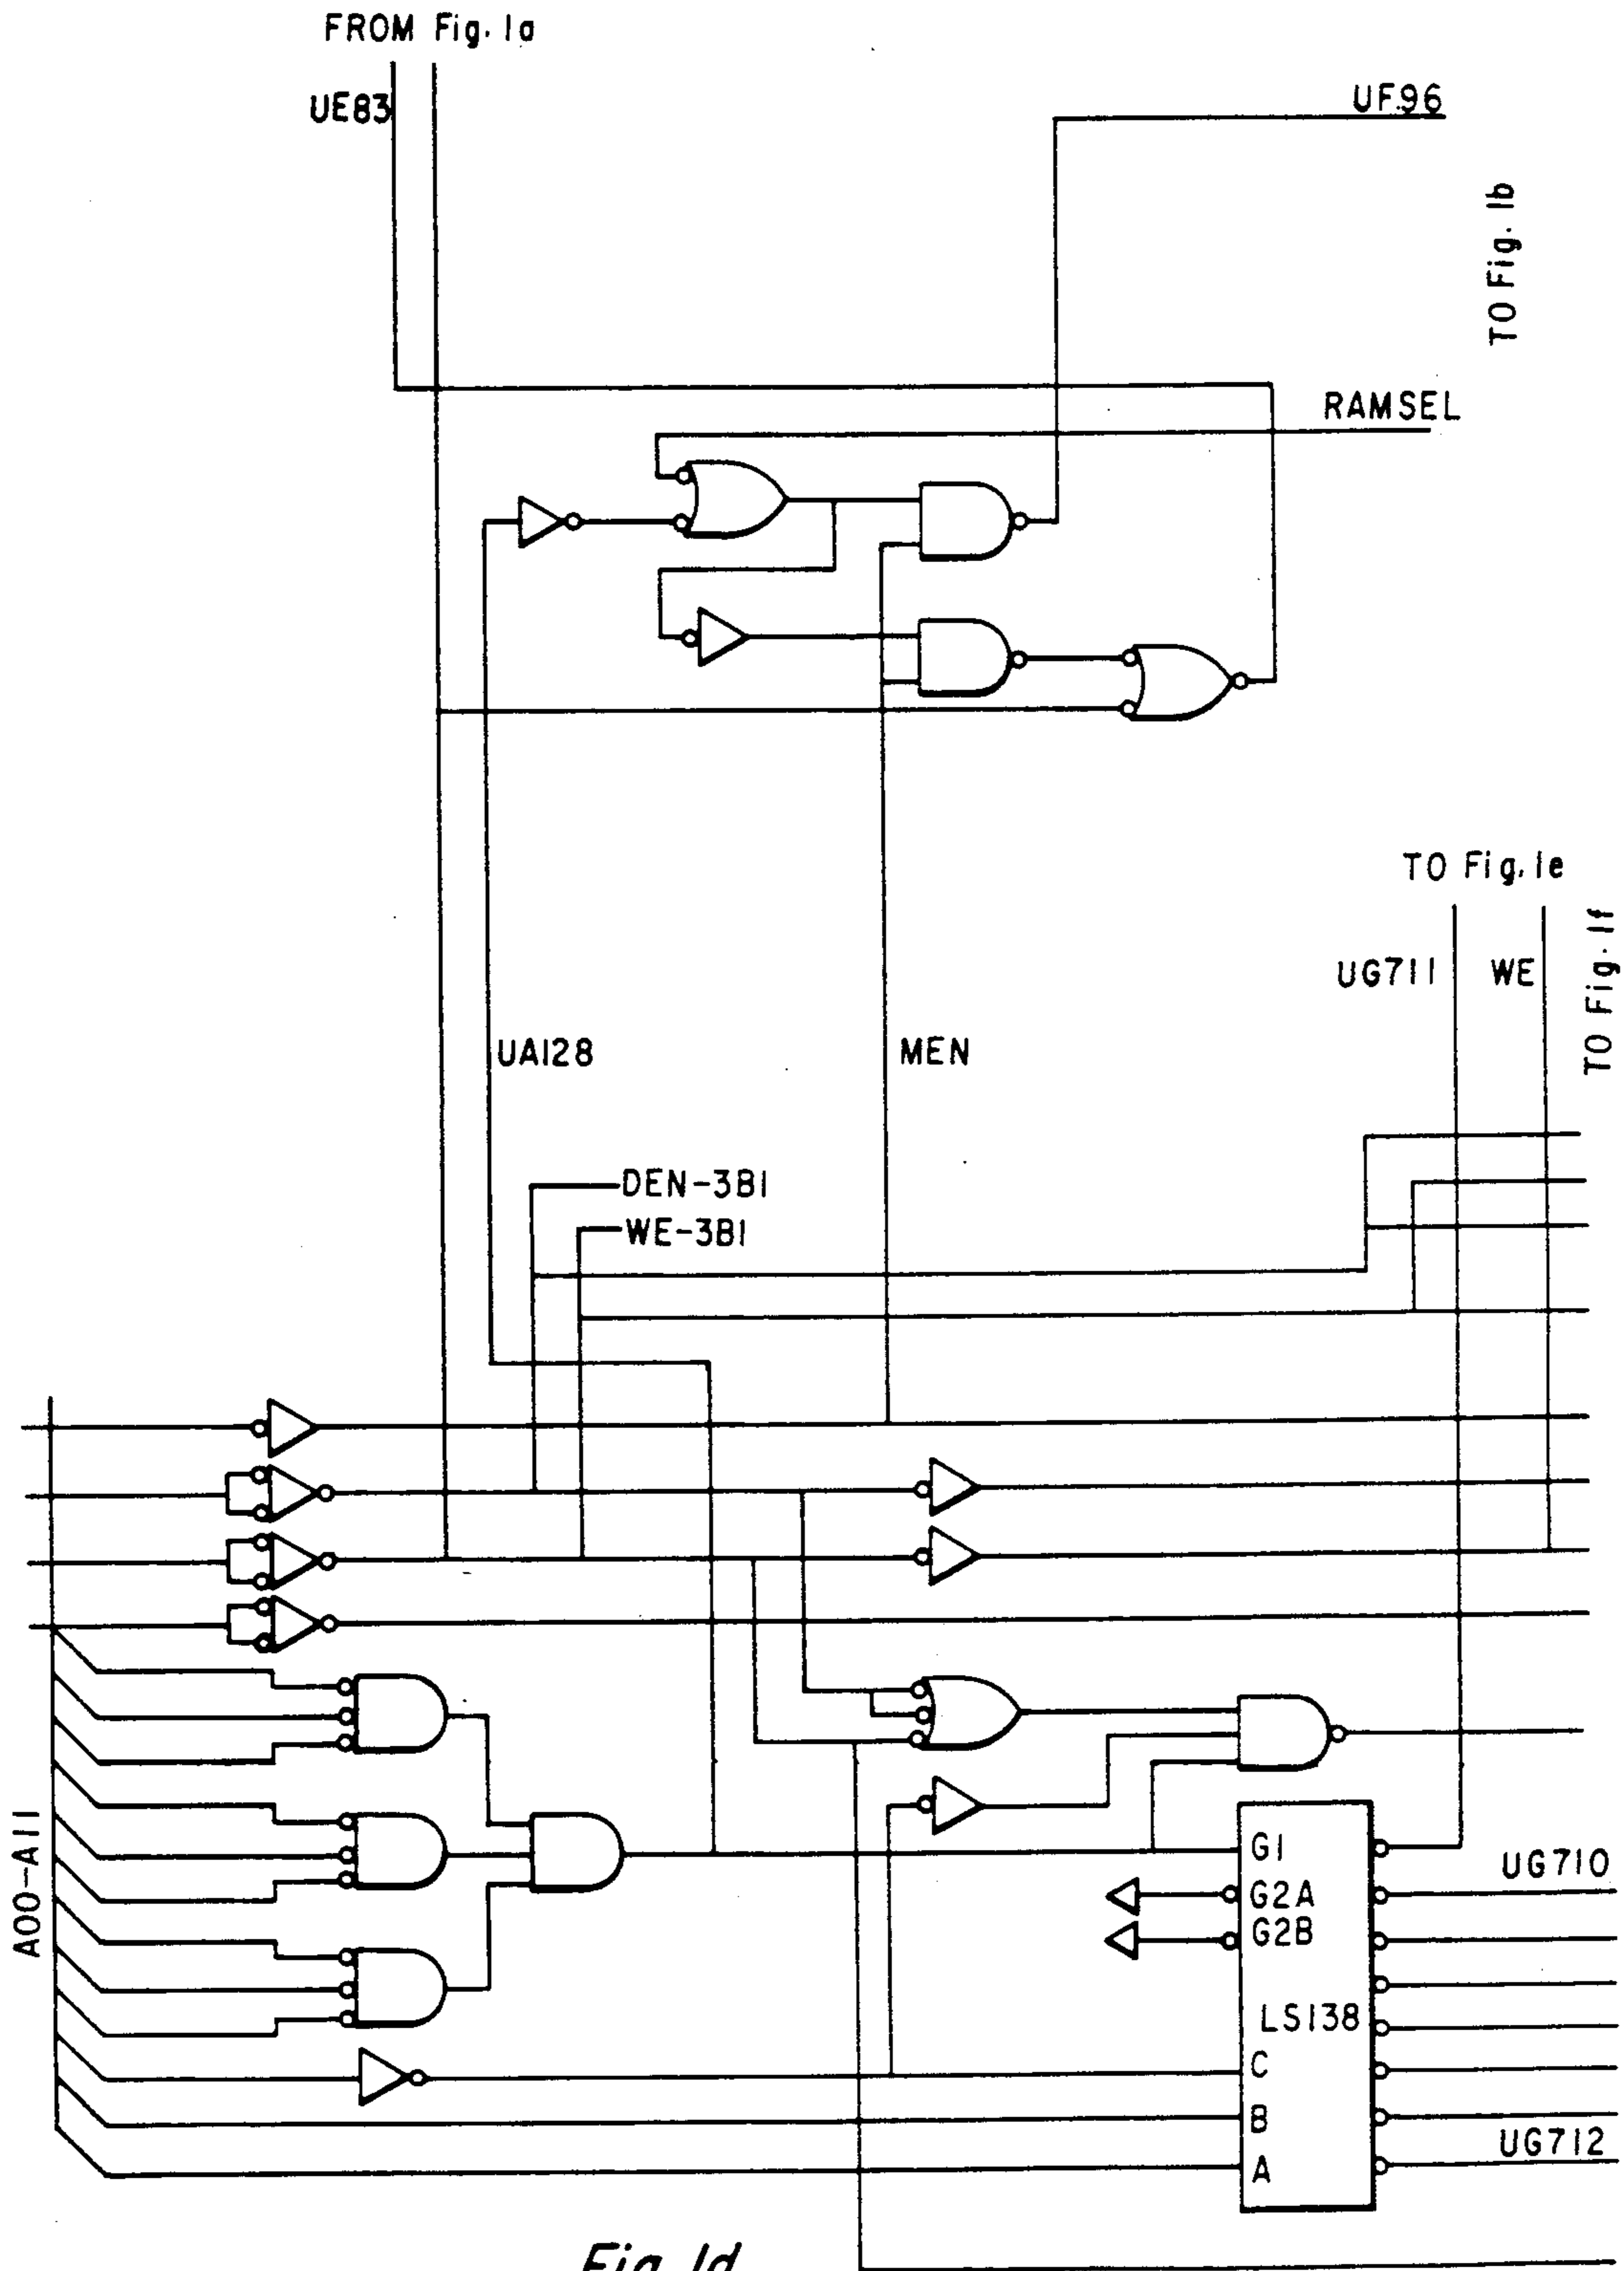 FROM Fig. 1a
UE83
UF96
TO Fig. 1b
RAMSEL
TO Fig. 1e
UG711
WE
TO Fig. 1f
UA128
MEN
DEN-3B1
WE-3B1
A00-A11
G1
G2A
G2B
LS138
C
B
A
UG710
UG712
Fig. 1d